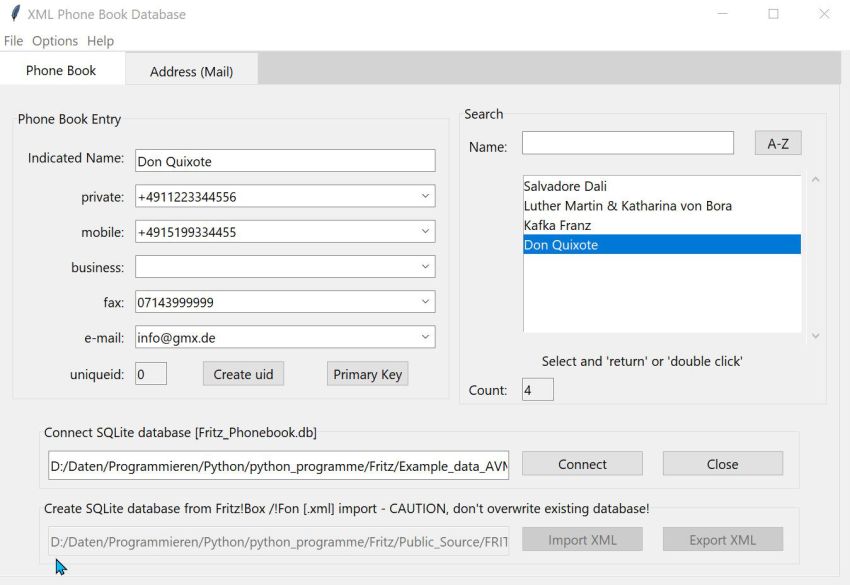 XML Phone Book Database
File Options Help
Phone Book Address (Mail)
Phone Book Entry
Indicated Name: Don Quixote
private: +4911223344556
mobile: +4915199334455
business:
fax: 07143999999
e-mail: info@gmx.de
uniqueid: 0 Create uid Primary Key
Search
Name: A-Z
Salvadore Dali
Luther Martin & Katharina von Bora
Kafka Franz
Don Quixote
Select and 'return' or 'double click'
Count: 4
Connect SQLite database [Fritz_Phonebook.db]
D:/Daten/Programmieren/Python/python_programme/Fritz/Example_data_AVM Connect Close
Create SQLite database from Fritz!Box /!Fon [.xml] import - CAUTION, don't overwrite existing database!
D:/Daten/Programmieren/Python/python_programme/Fritz/Public_Source/FRIT Import XML Export XML